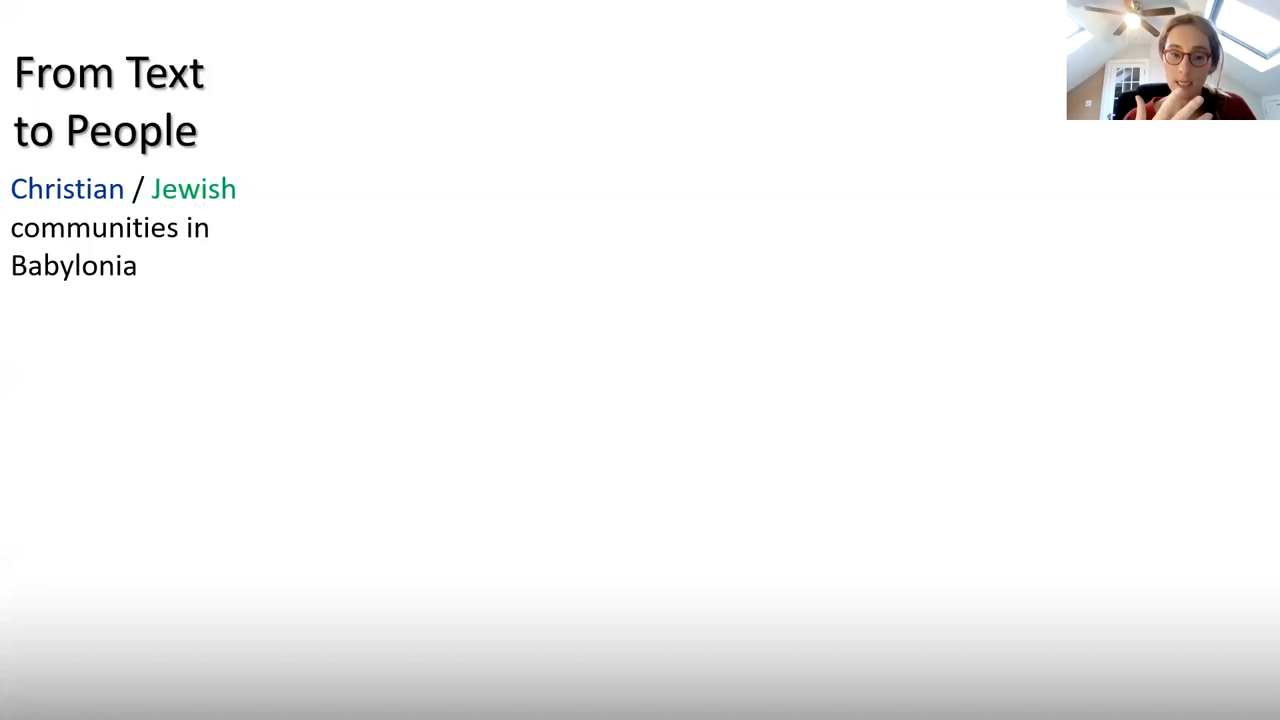 From Text
to People
Christian / Jewish
communities in
Babylonia